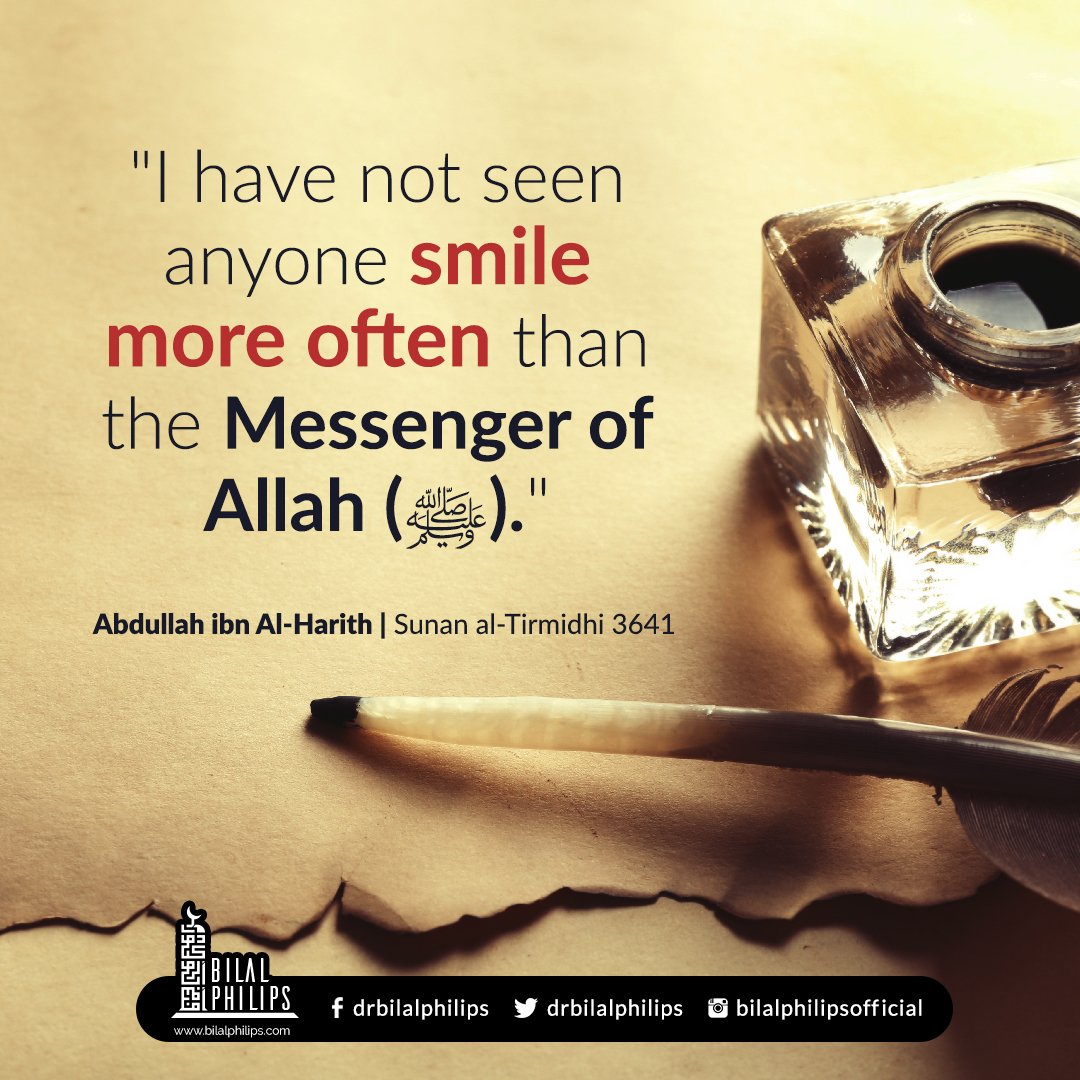 "I have not seen
anyone smile
more often than
the Messenger of
Allah (ﷺ)."
Abdullah ibn Al-Harith | Sunan al-Tirmidhi 3641
BILAL
PHILIPS
www.bilalphilips.com
drbilalphilips
drbilalphilips
bilalphilipsofficial